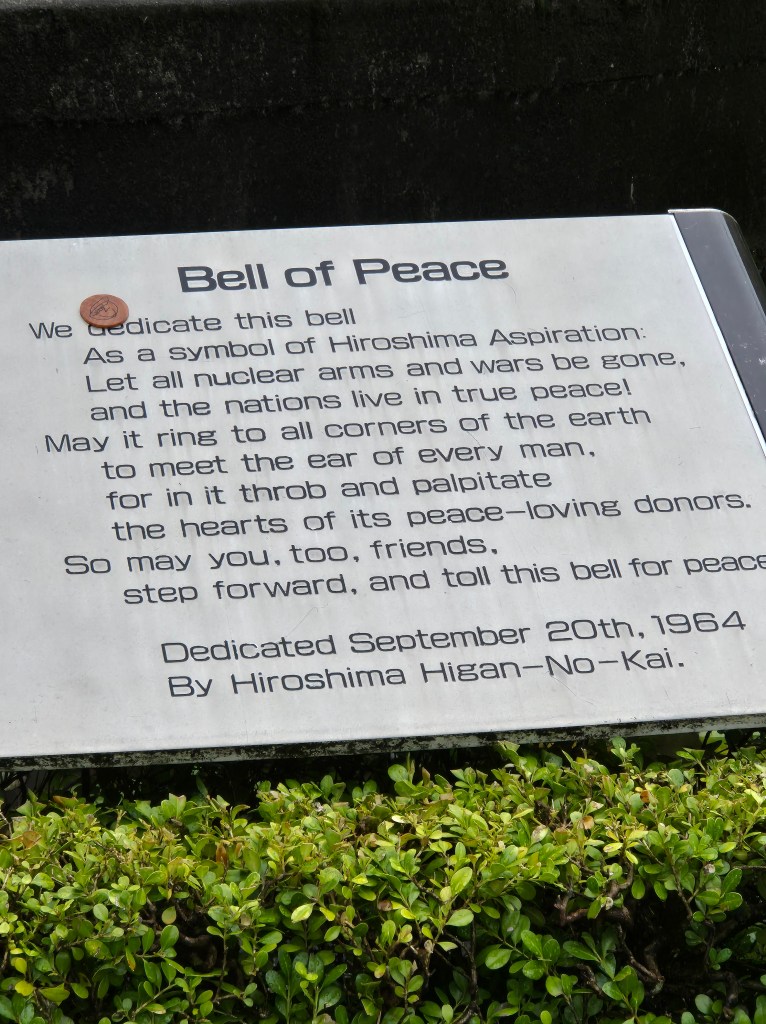 Bell of Peace
We dedicate this bell
As a symbol of Hiroshima Aspiration:
Let all nuclear arms and wars be gone,
and the nations live in true peace!
May it ring to all corners of the earth
to meet the ear of every man,
for in it throb and palpitate
the hearts of its peace-loving donors.
So may you, too, friends,
step forward, and toll this bell for peace
Dedicated September 20th, 1964
By Hiroshima Higan-No-Kai.